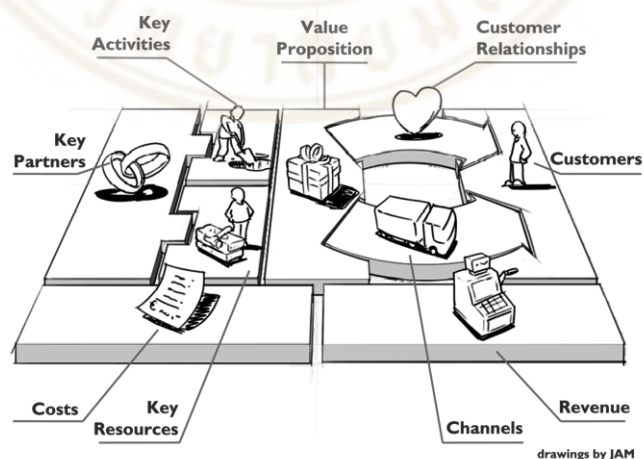 Key
Activities
Value
Proposition
Customer
Relationships
Key
Partners
Customers
Costs
Key
Resources
Channels
Revenue
drawings by JAM